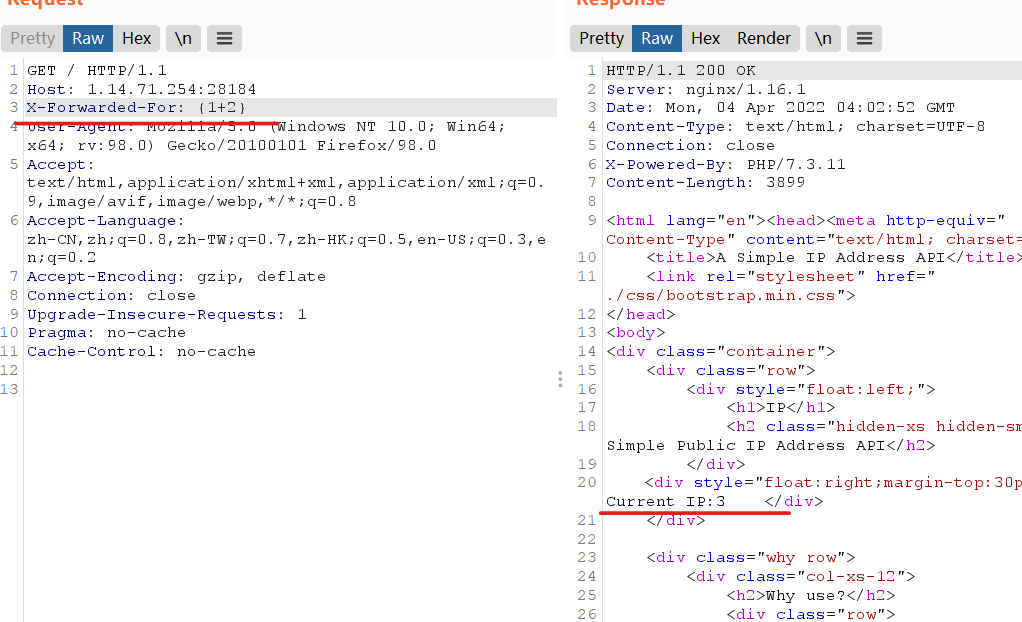 Request
Pretty Raw Hex \n
1 GET / HTTP/1.1
2 Host: 1.14.71.254:28184
3 X-Forwarded-For: {1+2}
4 User-Agent: Mozilla/5.0 (Windows NT 10.0; Win64;
x64; rv:98.0) Gecko/20100101 Firefox/98.0
5 Accept:
text/html,application/xhtml+xml,application/xml;q=0.
9,image/avif,image/webp,*/*;q=0.8
6 Accept-Language:
zh-CN,zh;q=0.8,zh-TW;q=0.7,zh-HK;q=0.5,en-US;q=0.3,e
n;q=0.2
7 Accept-Encoding: gzip, deflate
8 Connection: close
9 Upgrade-Insecure-Requests: 1
10 Pragma: no-cache
11 Cache-Control: no-cache
12
13
Response
Pretty Raw Hex Render \n
1 HTTP/1.1 200 OK
2 Server: nginx/1.16.1
3 Date: Mon, 04 Apr 2022 04:02:52 GMT
4 Content-Type: text/html; charset=UTF-8
5 Connection: close
6 X-Powered-By: PHP/7.3.11
7 Content-Length: 3899
8
9 <html lang="en"><head><meta http-equiv="
Content-Type" content="text/html; charset=
10 <title>A Simple IP Address API</title>
11 <link rel="stylesheet" href="
./css/bootstrap.min.css">
12 </head>
13 <body>
14 <div class="container">
15 <div class="row">
16 <div style="float:left;">
17 <h1>IP</h1>
18 <h2 class="hidden-xs hidden-sm
Simple Public IP Address API</h2>
19 </div>
20 <div style="float:right;margin-top:30p
Current IP:3 </div>
21 </div>
22
23 <div class="why row">
24 <div class="col-xs-12">
25 <h2>Why use?</h2>
26 <div class="row">